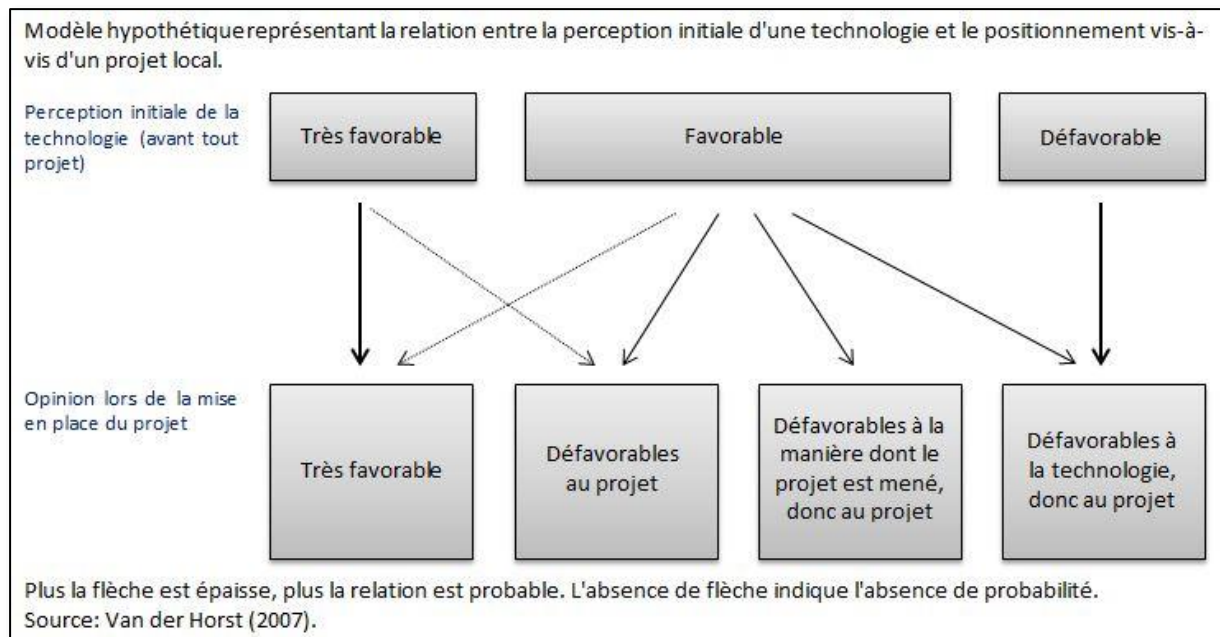 Modèle hypothétique représentant la relation entre la perception initiale d'une technologie et le positionnement vis-à-
vis d'un projet local.
Perception initiale de la
technologie (avant tout
projet)
Très favorable
Favorable
Défavorable
Opinion lors de la mise
en place du projet
Très favorable
Défavorables
au projet
Défavorables à la
manière dont le
projet est mené,
donc au projet
Défavorables à
la technologie,
donc au projet
Plus la flèche est épaisse, plus la relation est probable. L'absence de flèche indique l'absence de probabilité.
Source: Van der Horst (2007).